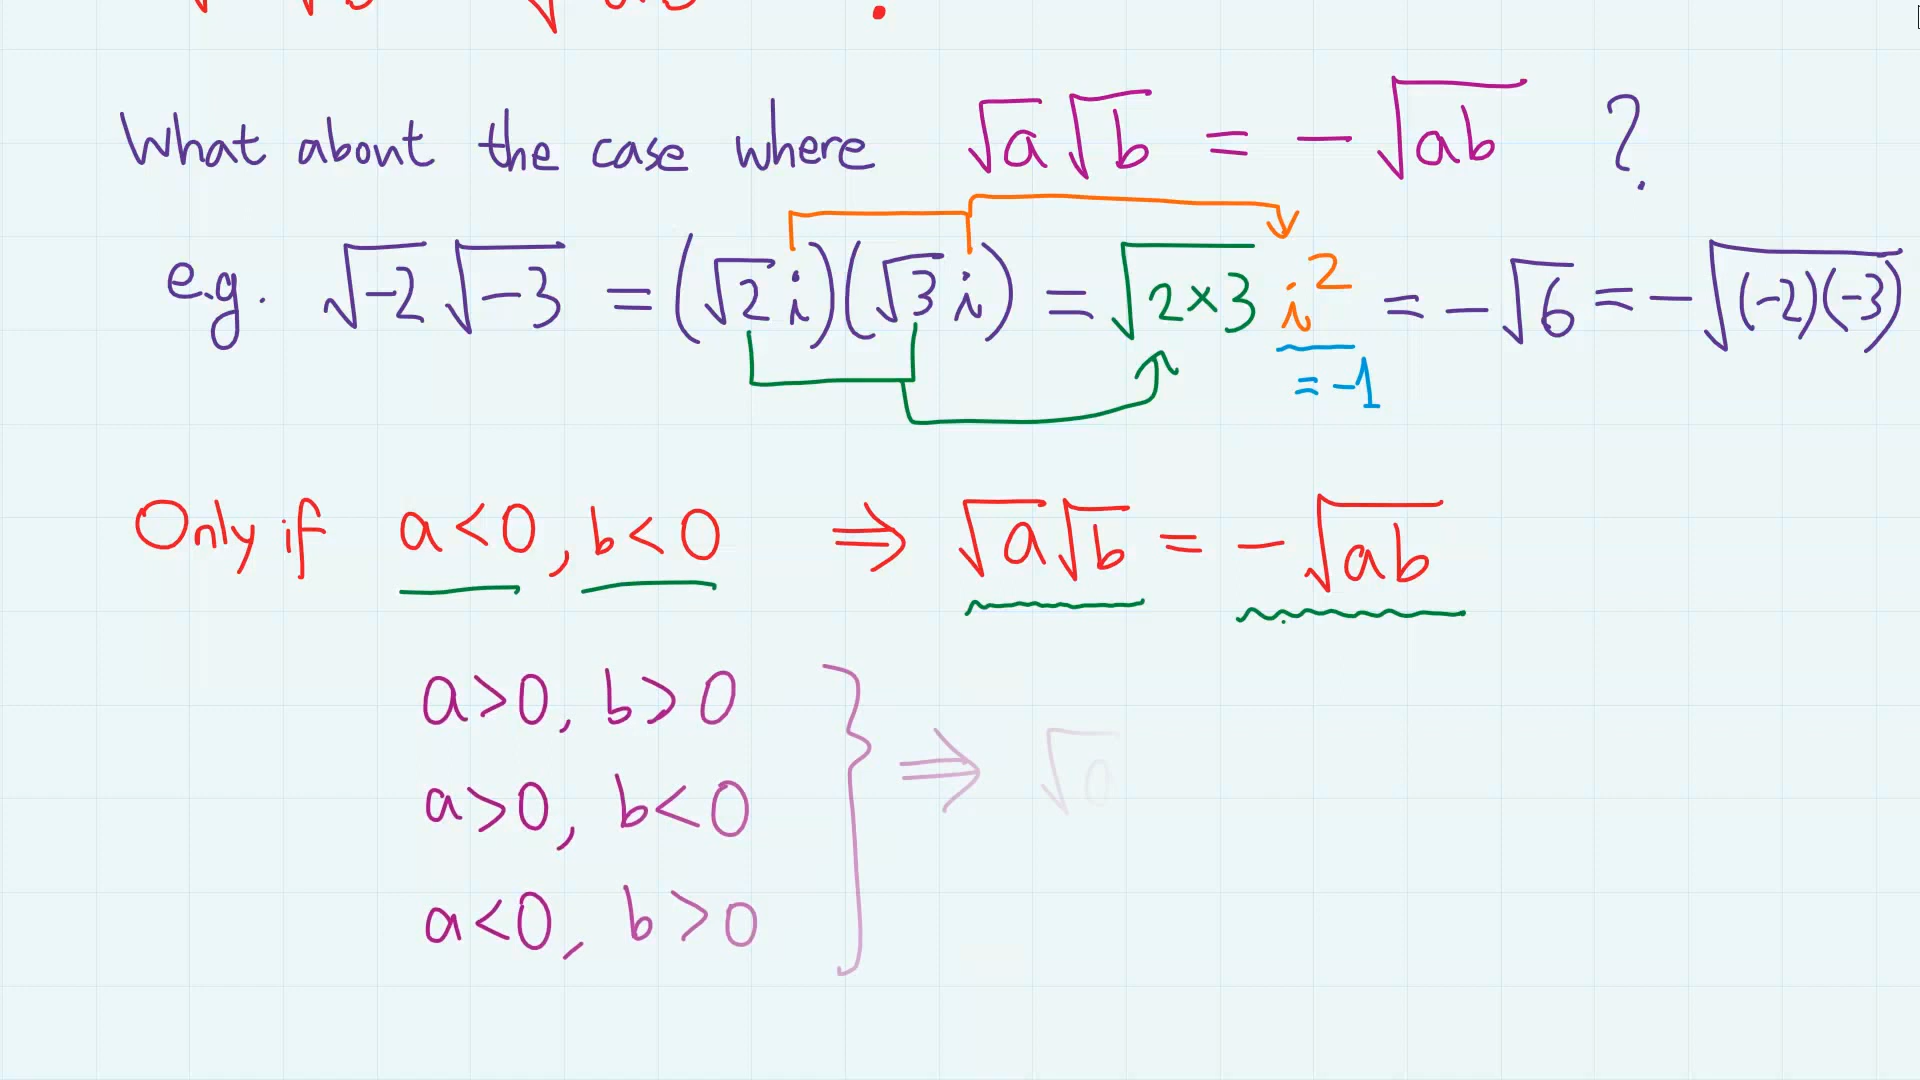 What about the case where √a√b = -√ab ?
e.g. √-2 √-3 = (√2 i)(√3 i) = √2×3 i² = -√6 = -√(-2)(-3)
= -1
Only if a<0, b<0 ⇒ √a√b = -√ab
a>0, b>0
a>0, b<0
a<0, b>0
⇒ √a